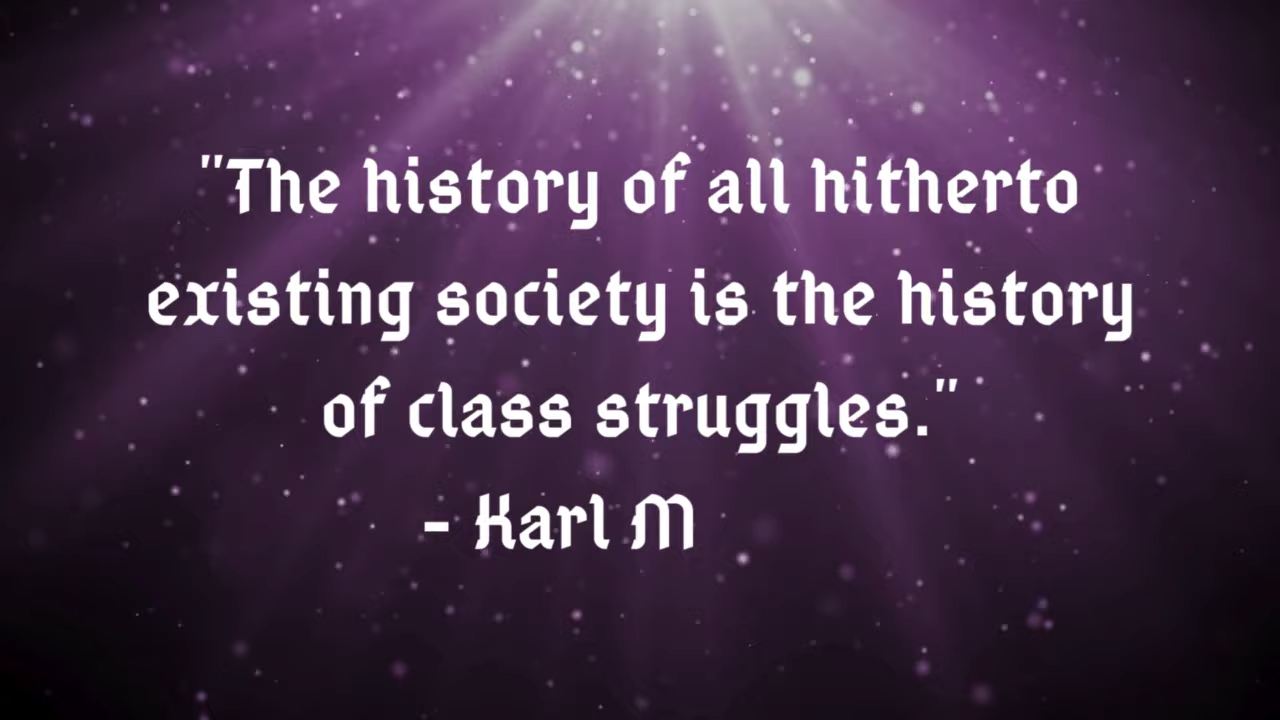 "The history of all hitherto
existing society is the history
of class struggles."
- Karl M